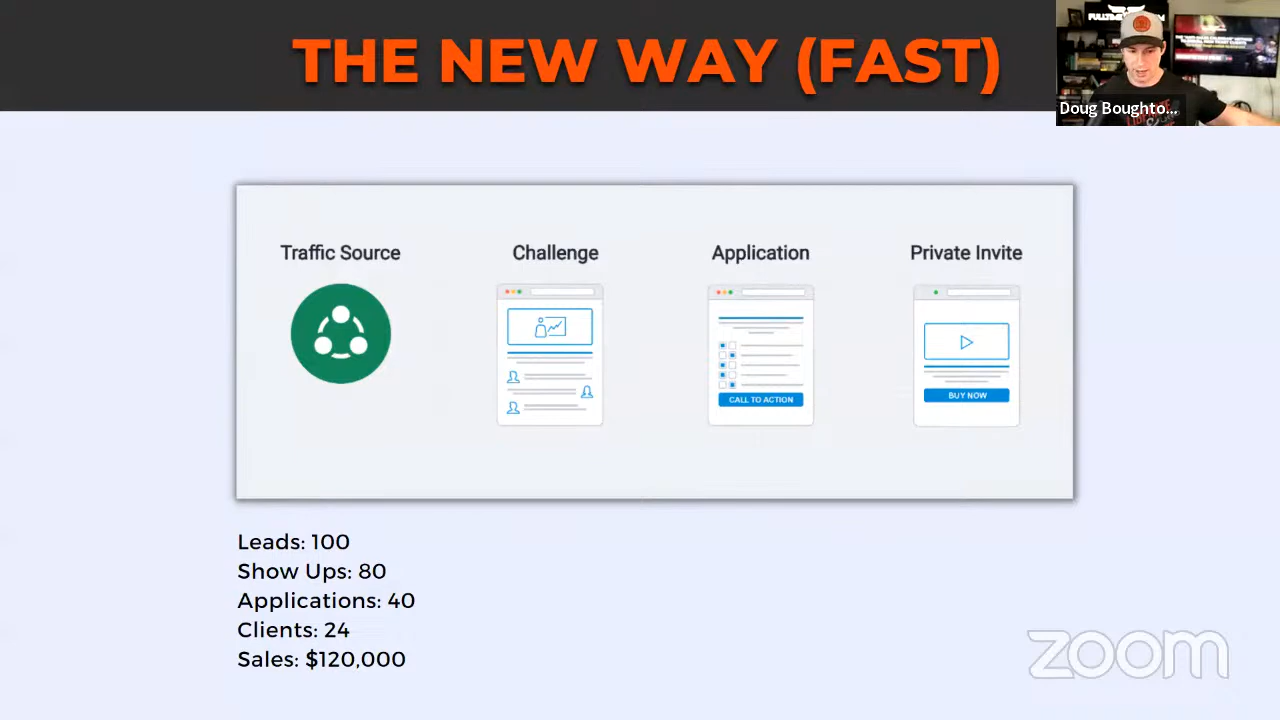 THE NEW WAY (FAST)
Doug Boughto...
Traffic Source
Challenge
Application
Private Invite
CALL TO ACTION
BUY NOW
Leads: 100
Show Ups: 80
Applications: 40
Clients: 24
Sales: $120,000
zoom